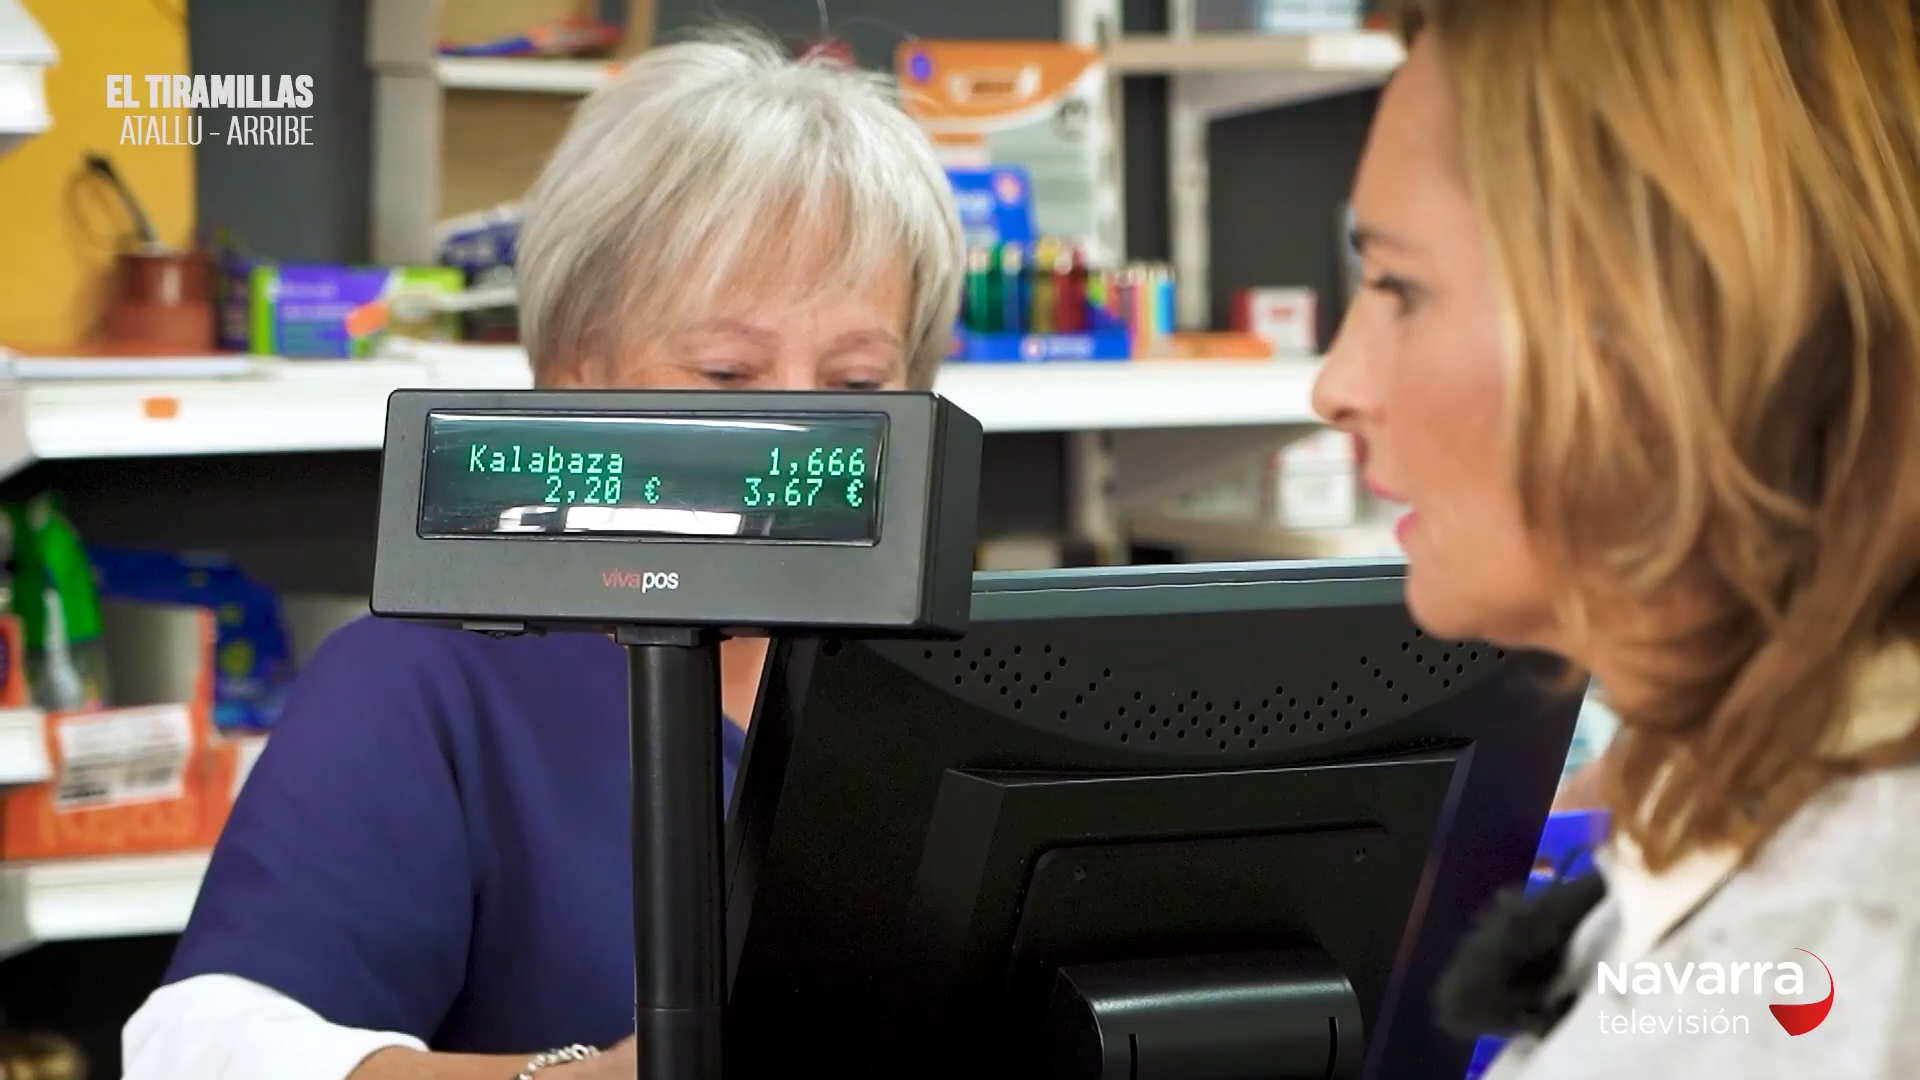 EL TIRAMILLAS
ATALLU - ARRIBE
Kalabaza 1,666
2,20 € 3,67 €
vivapos
Navarra
televisión